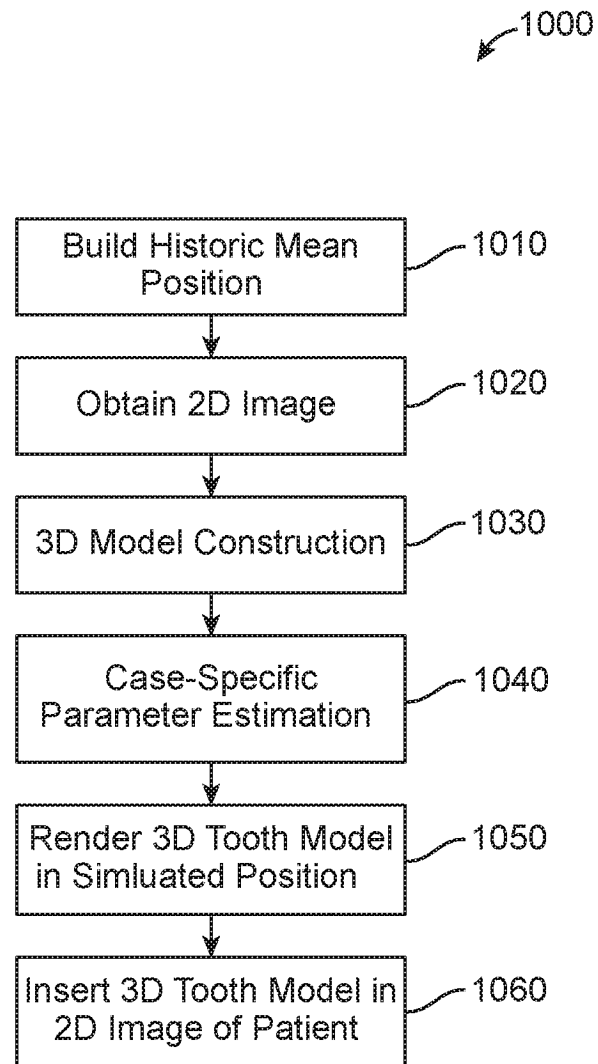 1000
Build Historic Mean
Position
1010
Obtain 2D Image
1020
3D Model Construction
1030
Case-Specific
Parameter Estimation
1040
Render 3D Tooth Model
in Simluated Position
1050
Insert 3D Tooth Model in
2D Image of Patient
1060